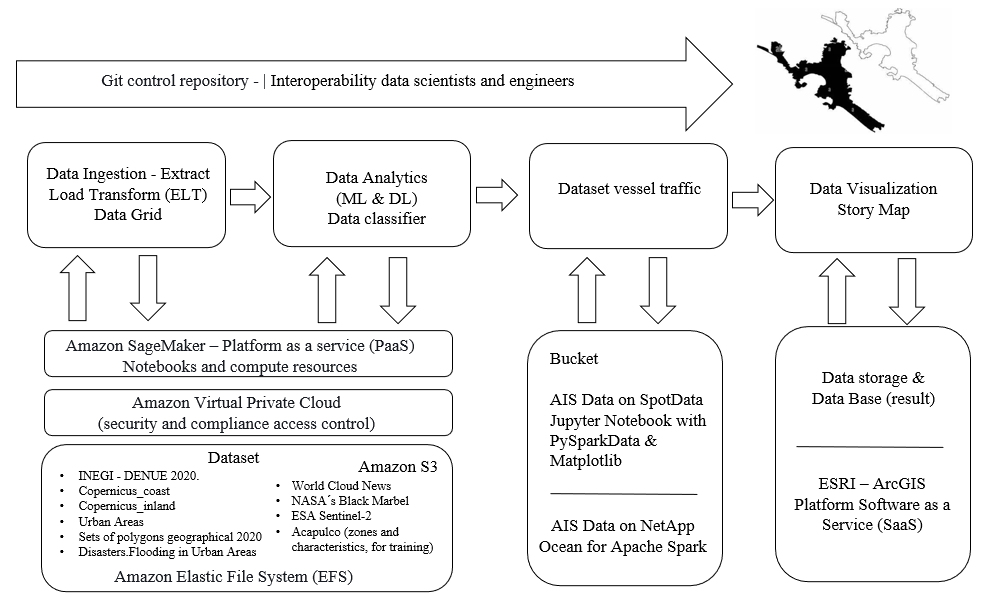 Git control repository - | Interoperability data scientists and engineers
Data Ingestion - Extract
Load Transform (ELT)
Data Grid
Data Analytics
(ML & DL)
Data classifier
Dataset vessel traffic
Data Visualization
Story Map
Amazon SageMaker – Platform as a service (PaaS)
Notebooks and compute resources
Amazon Virtual Private Cloud
(security and compliance access control)
Dataset
• INEGI - DENUE 2020.
• Copernicus_coast
• Copernicus_inland
• Urban Areas
• Sets of polygons geographical 2020
• Disasters.Flooding in Urban Areas
Amazon S3
• World Cloud News
• NASA´s Black Marbel
• ESA Sentinel-2
• Acapulco (zones and
characteristics, for training)
Amazon Elastic File System (EFS)
Bucket
AIS Data on SpotData
Jupyter Notebook with
PySparkData &
Matplotlib
AIS Data on NetApp
Ocean for Apache Spark
Data storage &
Data Base (result)
ESRI – ArcGIS
Platform Software as a
Service (SaaS)